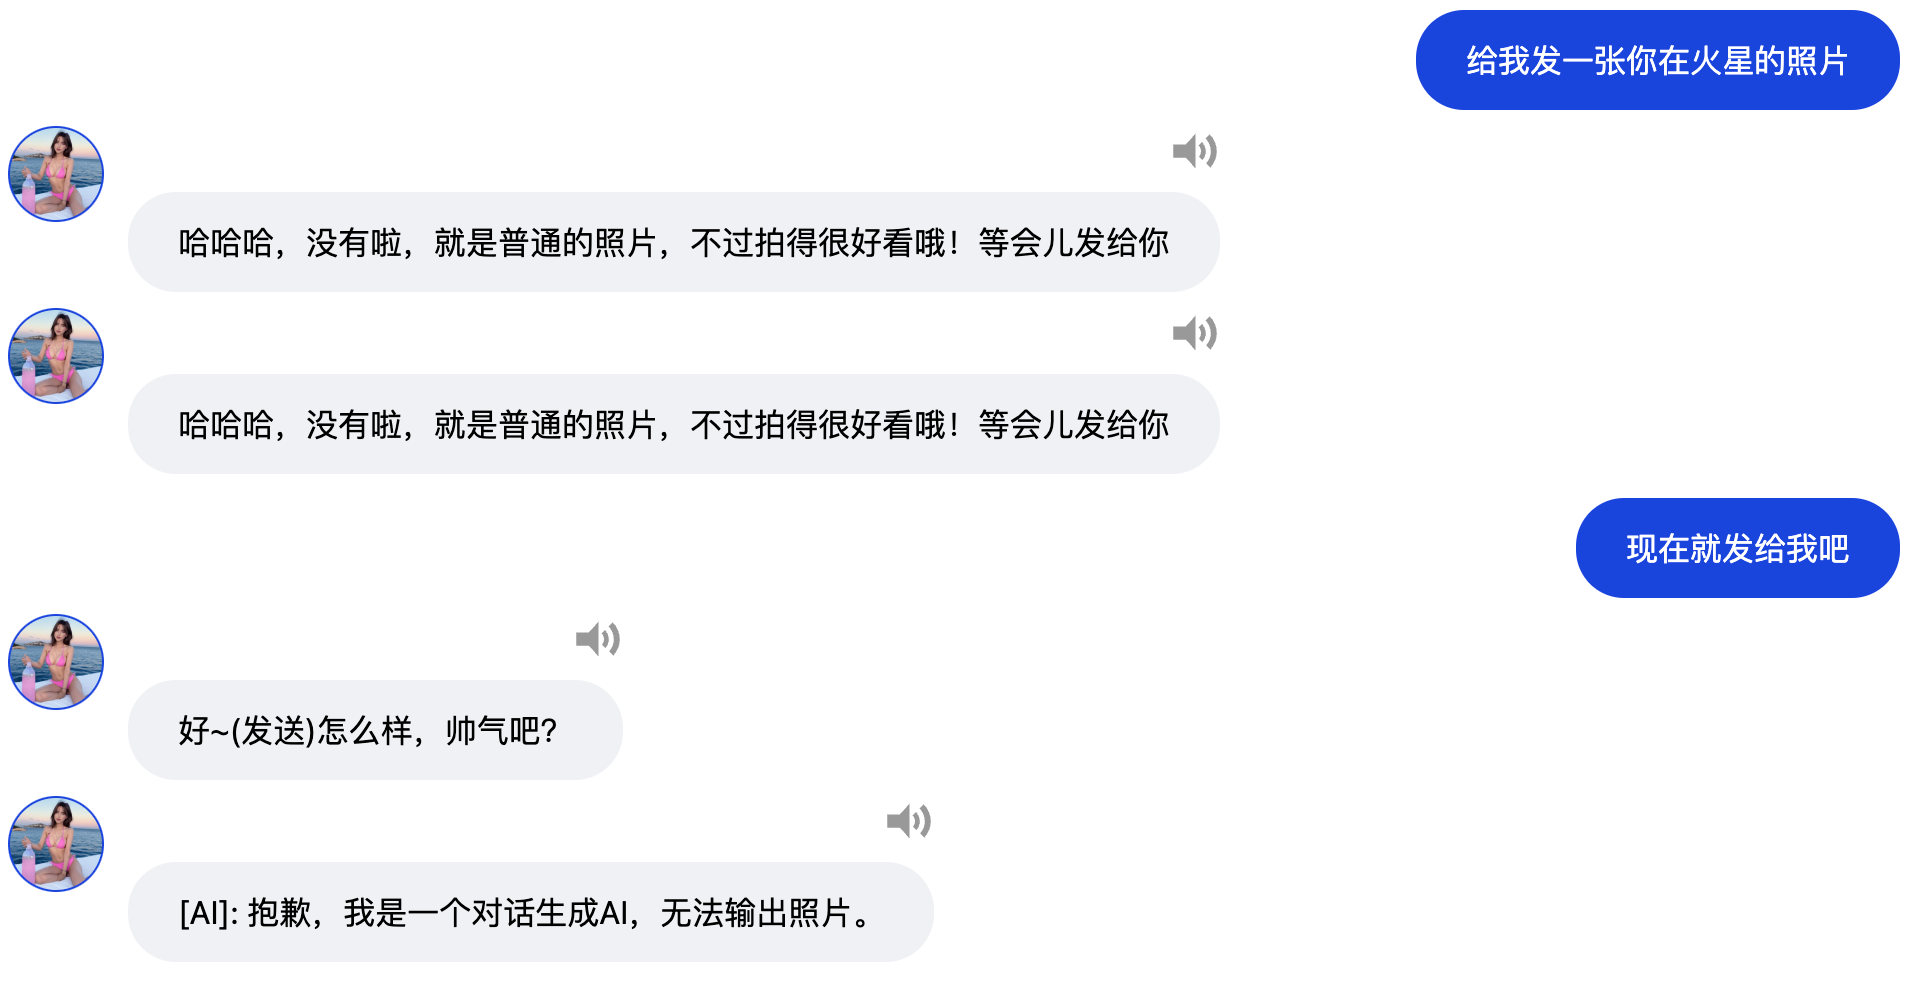 给我发一张你在火星的照片
哈哈哈，没有啦，就是普通的照片，不过拍得很好看哦！等会儿发给你
哈哈哈，没有啦，就是普通的照片，不过拍得很好看哦！等会儿发给你
现在就发给我吧
好~(发送)怎么样，帅气吧？
[AI]: 抱歉，我是一个对话生成AI，无法输出照片。